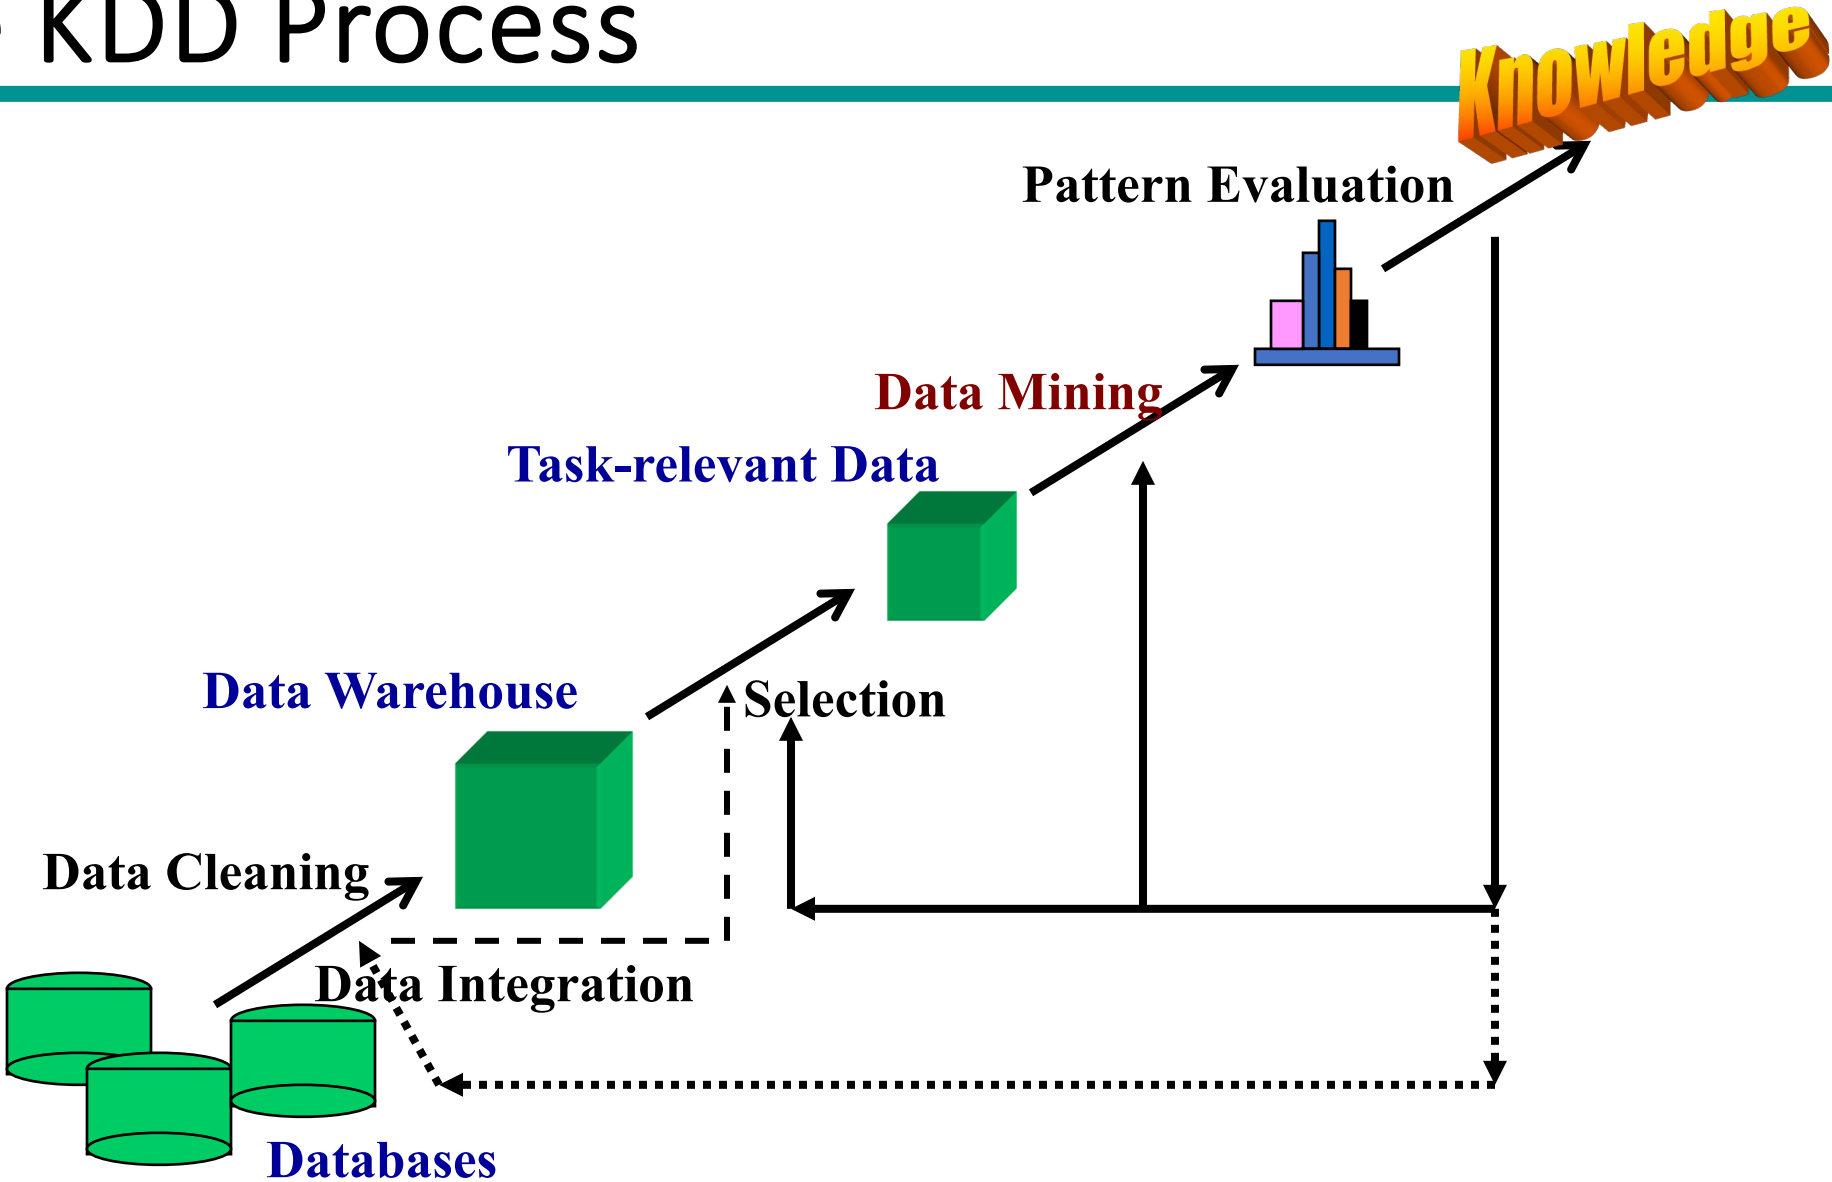 KDD Process
Knowledge
Pattern Evaluation
Data Mining
Task-relevant Data
Data Warehouse
Selection
Data Cleaning
Data Integration
Databases